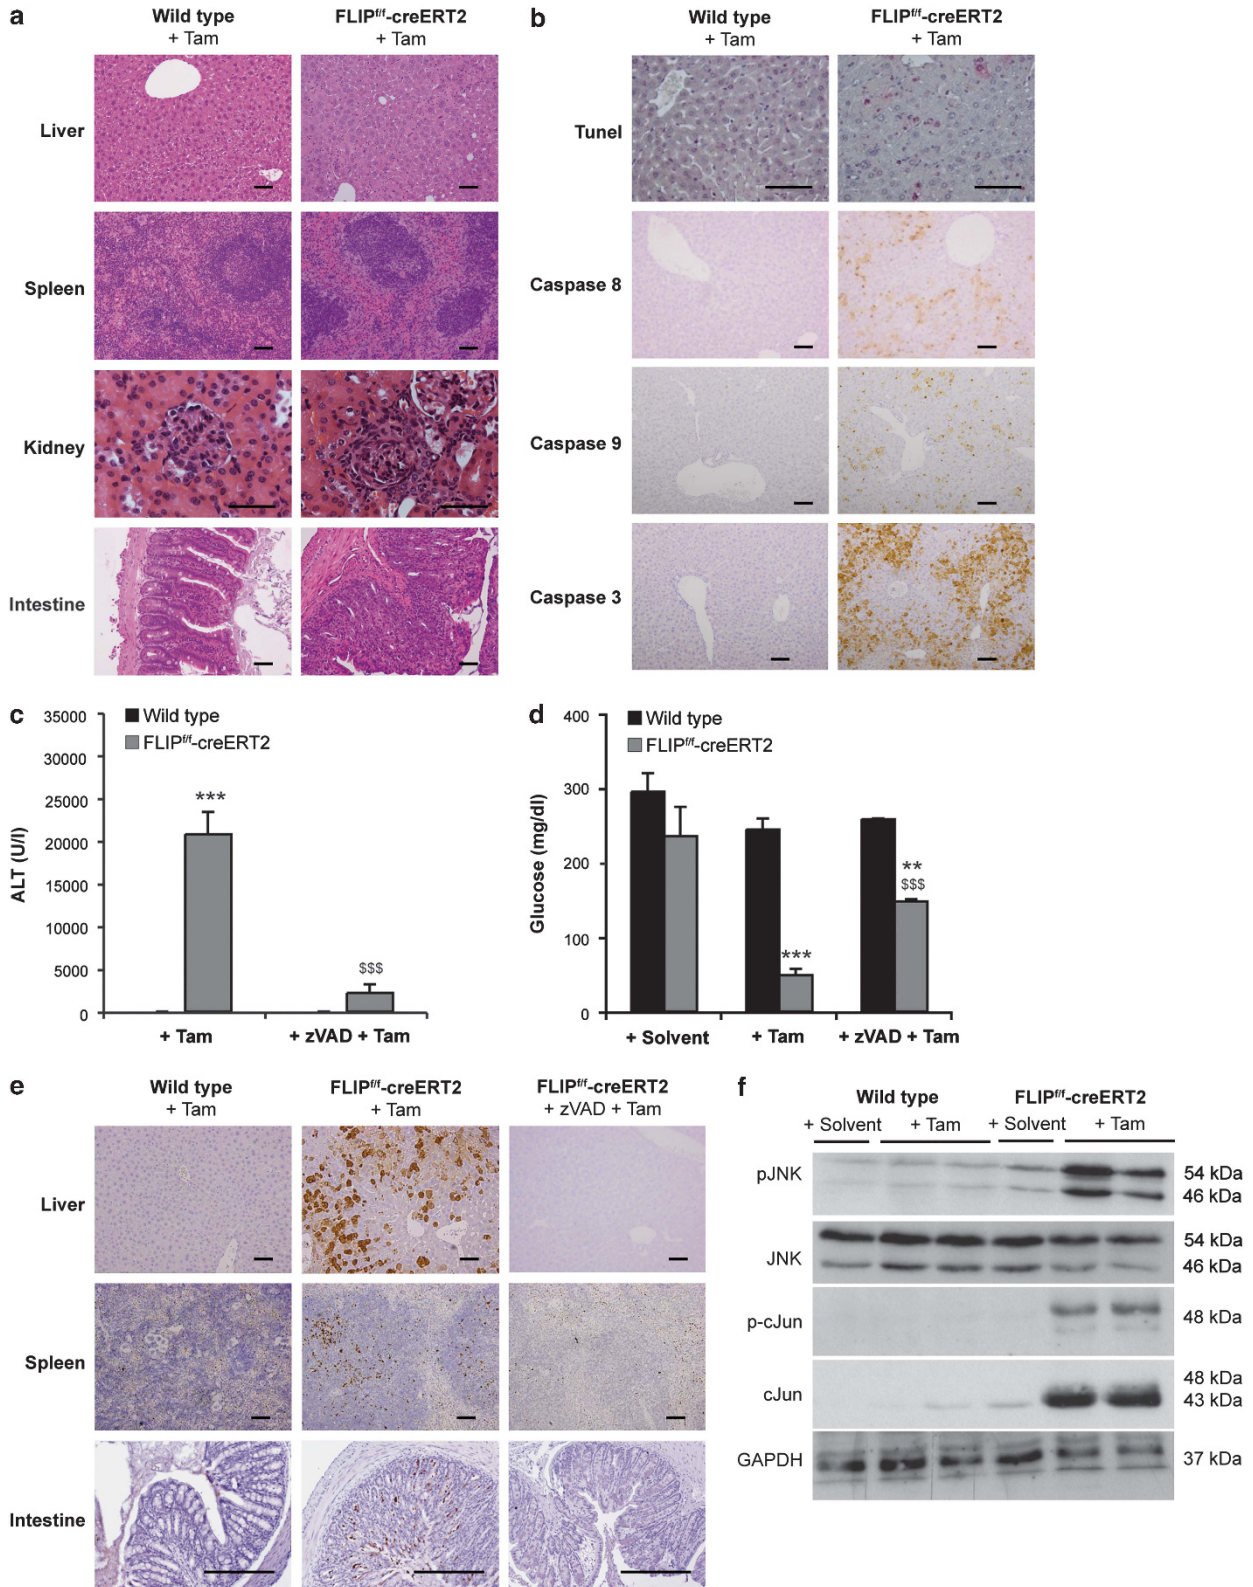 a
Wild type
+ Tam
FLIPf/f-creERT2
+ Tam
Liver
Spleen
Kidney
Intestine
b
Wild type
+ Tam
FLIPf/f-creERT2
+ Tam
Tunel
Caspase 8
Caspase 9
Caspase 3
c
35000
30000
25000
20000
15000
10000
5000
0
ALT (U/l)
Wild type
FLIPf/f-creERT2
***
$$$
+ Tam
+ zVAD + Tam
d
400
300
200
100
0
Glucose (mg/dl)
Wild type
FLIPf/f-creERT2
***
**
$$$
+ Solvent
+ Tam
+ zVAD + Tam
e
Wild type
+ Tam
FLIPf/f-creERT2
+ Tam
FLIPf/f-creERT2
+ zVAD + Tam
Liver
Spleen
Intestine
f
Wild type
FLIPf/f-creERT2
+ Solvent
+ Tam
+ Solvent
+ Tam
pJNK
54 kDa
46 kDa
JNK
54 kDa
46 kDa
p-cJun
48 kDa
cJun
48 kDa
43 kDa
GAPDH
37 kDa